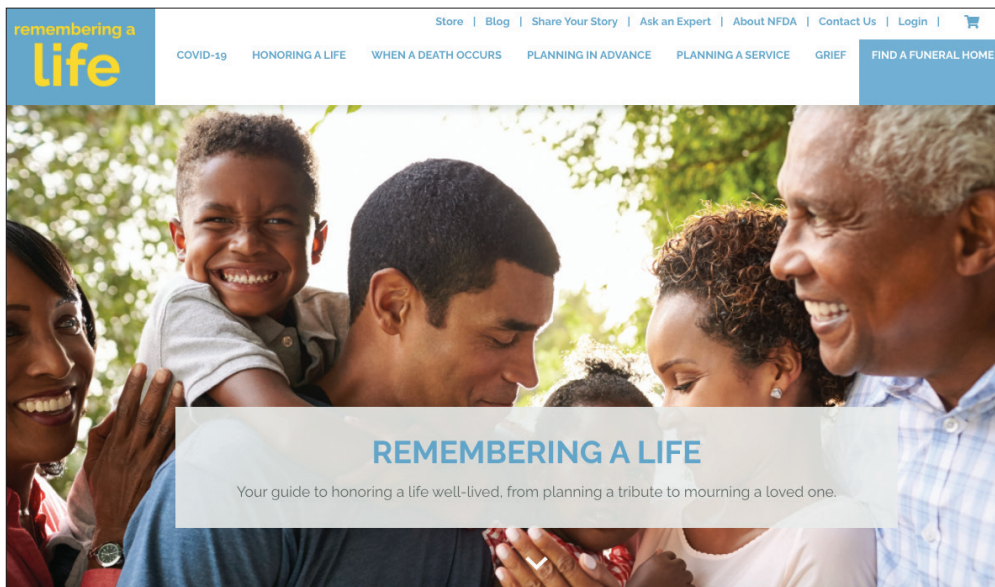 remembering a
life
Store | Blog | Share Your Story | Ask an Expert | About NFDA | Contact Us | Login |
COVID-19 HONORING A LIFE WHEN A DEATH OCCURS PLANNING IN ADVANCE PLANNING A SERVICE GRIEF FIND A FUNERAL HOME
REMEMBERING A LIFE
Your guide to honoring a life well-lived, from planning a tribute to mourning a loved one.